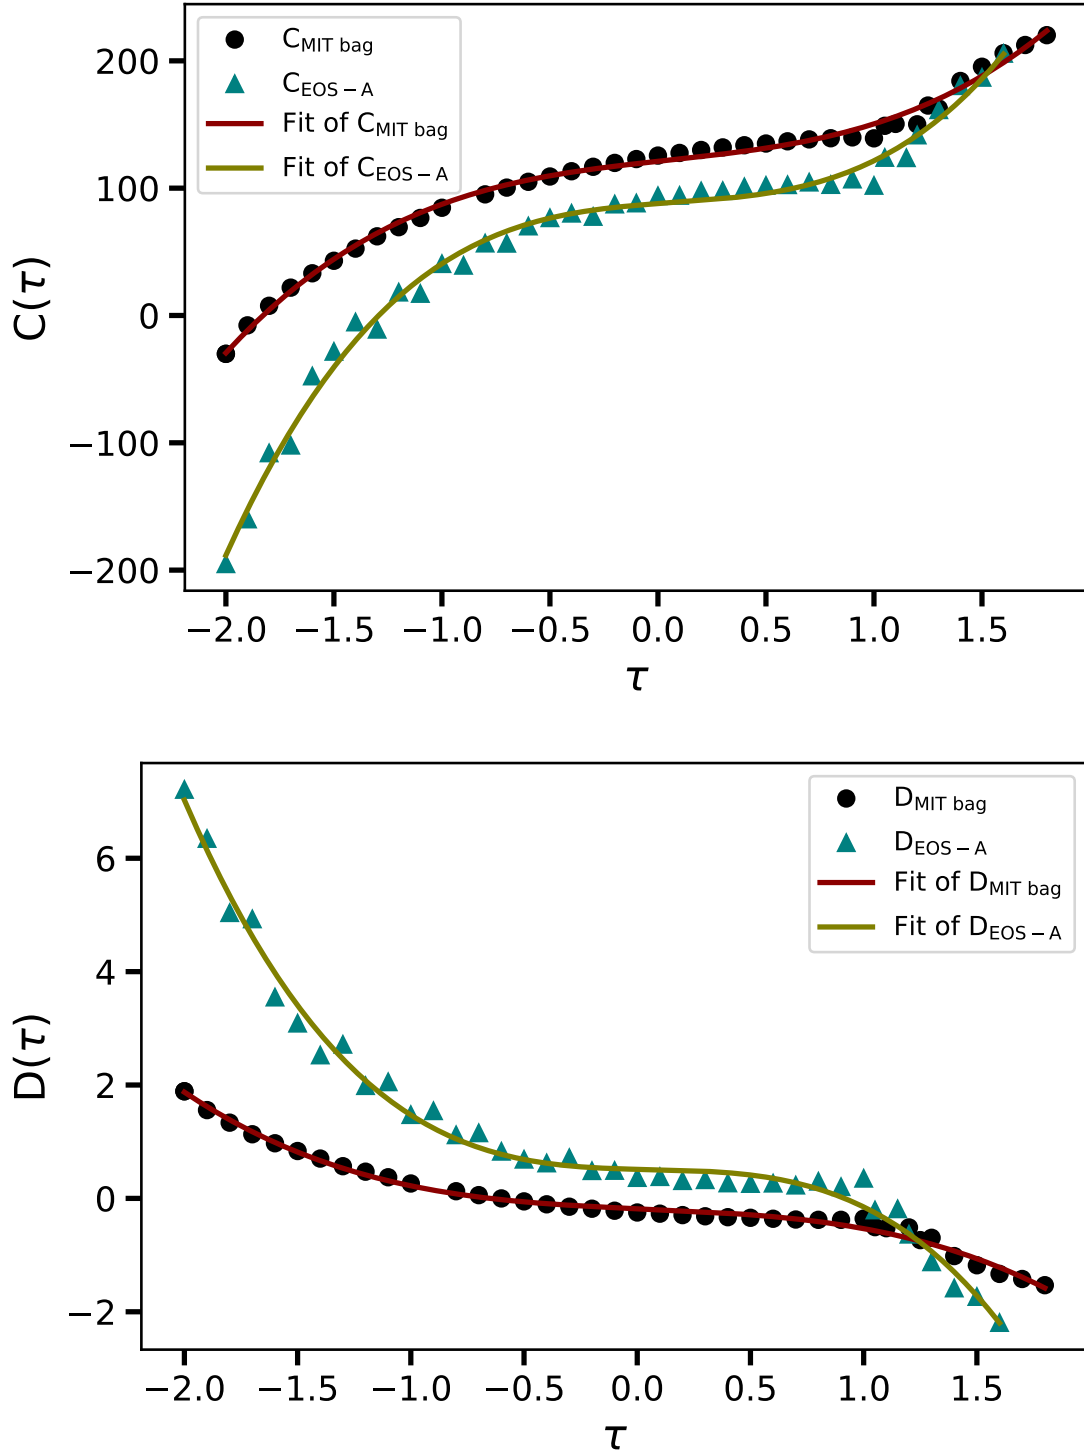 C_MIT bag
C_EOS−A
Fit of C_MIT bag
Fit of C_EOS−A
200
100
0
−100
−200
C(τ)
−2.0 −1.5 −1.0 −0.5 0.0 0.5 1.0 1.5
τ
D_MIT bag
D_EOS−A
Fit of D_MIT bag
Fit of D_EOS−A
6
4
2
0
−2
D(τ)
−2.0 −1.5 −1.0 −0.5 0.0 0.5 1.0 1.5
τ